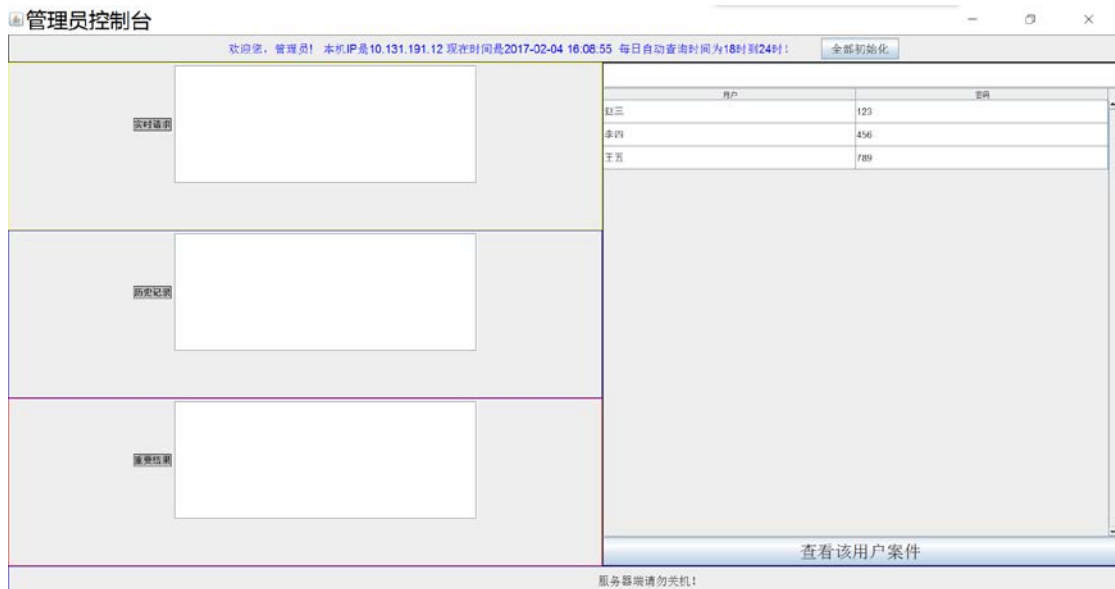 管理员控制台
欢迎您，管理员! 本机IP是10.131.191.12 现在时间是2017-02-04 16:08:55 每日自动查询时间为18时到24时!
全部初始化
用户 密码
赵三 123
实时请求
李四 456
王五 789
历史记录
重要结果
查看该用户案件
服务器端请勿关机!